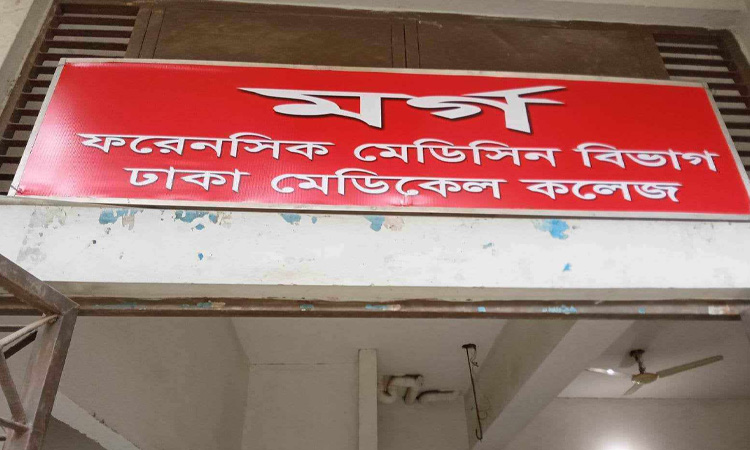 মর্গ
ফরেনসিক মেডিসিন বিভাগ
ঢাকা মেডিকেল কলেজ